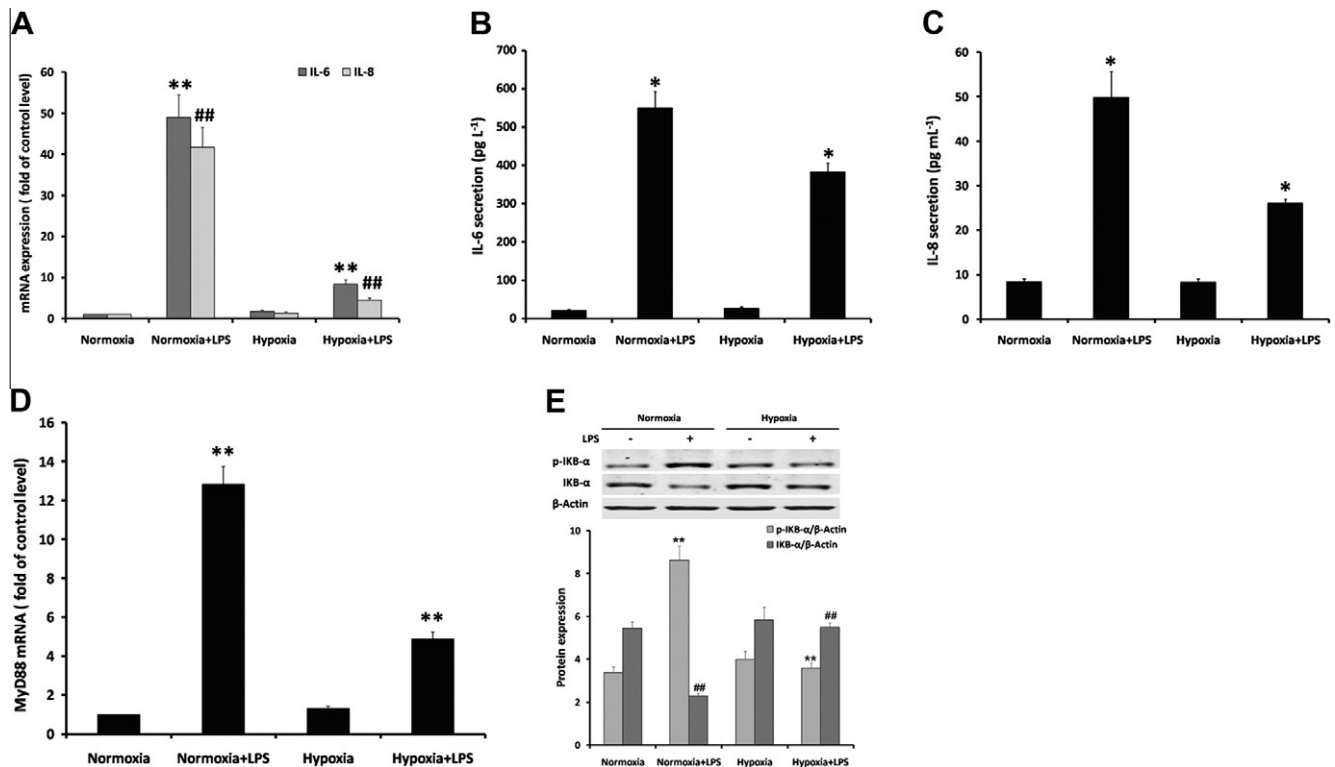 A
mRNA expression ( fold of control level)
60
50
40
30
20
10
0
IL-6 IL-8
**
##
**
##
Normoxia Normoxia+LPS Hypoxia Hypoxia+LPS
B
IL-6 secretion (pg L-1)
700
600
500
400
300
200
100
0
*
*
Normoxia Normoxia+LPS Hypoxia Hypoxia+LPS
C
IL-8 secretion (pg mL-1)
60
50
40
30
20
10
0
*
*
Normoxia Normoxia+LPS Hypoxia Hypoxia+LPS
D
MyD88 mRNA ( fold of control level)
16
14
12
10
8
6
4
2
0
**
**
Normoxia Normoxia+LPS Hypoxia Hypoxia+LPS
E
Normoxia Hypoxia
LPS - + - +
p-IKB-α
IKB-α
β-Actin
p-IKB-α/β-Actin
IKB-α/β-Actin
Protein expression
10
8
6
4
2
0
**
##
**
##
Normoxia Normoxia+LPS Hypoxia Hypoxia+LPS